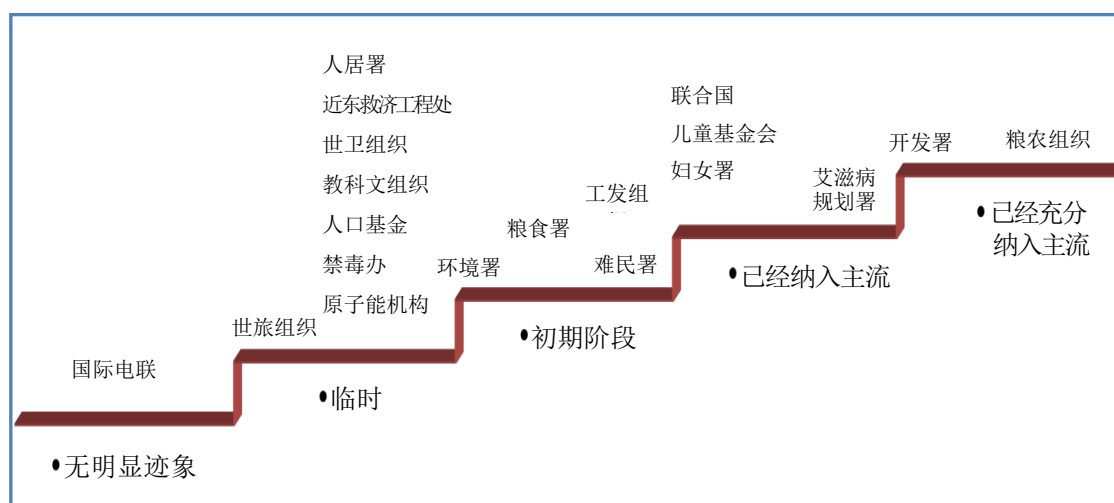 人居署
近东救济工程处
世卫组织
教科文组织
人口基金
禁毒办
原子能机构
世旅组织
国际电联
环境署
粮食署
工发组
难民署
联合国
儿童基金会
妇女署
艾滋病
规划署
开发署
粮农组织
•无明显迹象
•临时
•初期阶段
•已经纳入主流
•已经充分
纳入主流